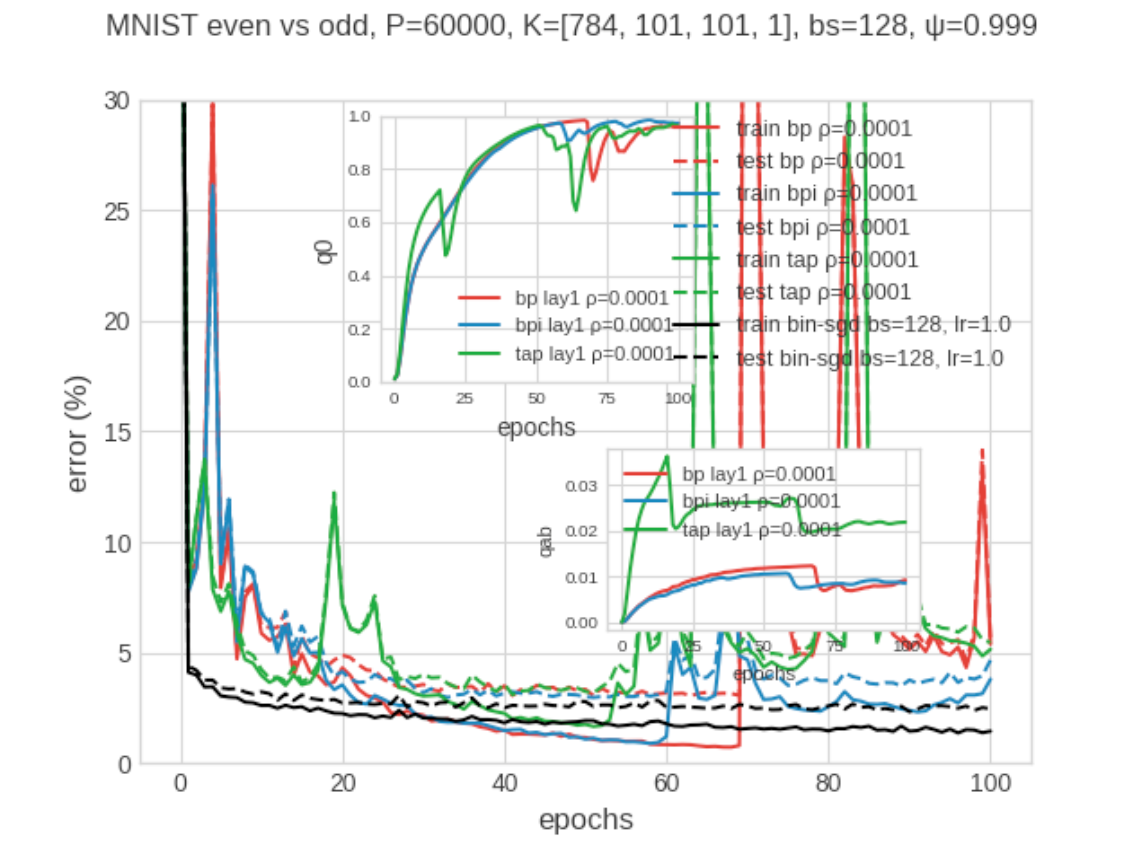 MNIST even vs odd, P=60000, K=[784, 101, 101, 1], bs=128, ψ=0.999
error (%)
30
25
20
15
10
5
0
0 20 40 60 80 100
epochs
q0
1.0
0.8
0.6
0.4
0.2
0.0
bp lay1 ρ=0.0001
bpi lay1 ρ=0.0001
tap lay1 ρ=0.0001
0 25 50 75 100
epochs
train bp ρ=0.0001
test bp ρ=0.0001
train bpi ρ=0.0001
test bpi ρ=0.0001
train tap ρ=0.0001
test tap ρ=0.0001
train bin-sgd bs=128, lr=1.0
test bin-sgd bs=128, lr=1.0
qab
0.03
0.02
0.01
0.00
bp lay1 ρ=0.0001
bpi lay1 ρ=0.0001
tap lay1 ρ=0.0001
0 25 50 75 100
epochs